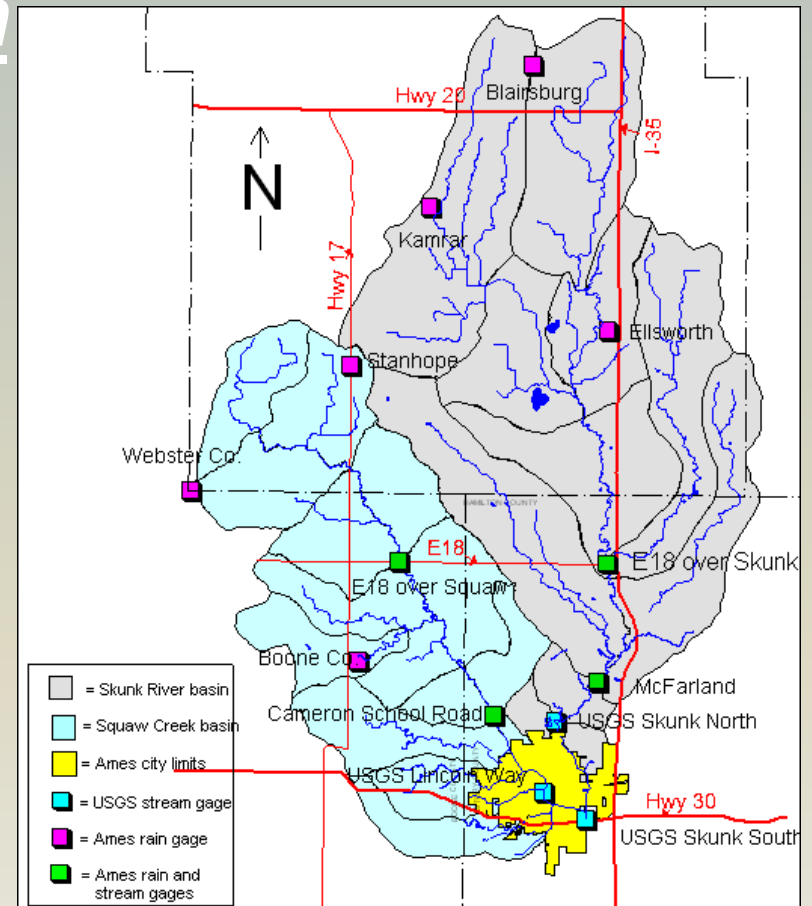 Blairsburg
Hwy 20
I-35
N
Kamrar
Hwy 17
Ellsworth
Stanhope
Webster Co.
HAMILTON COUNTY
E18
E18 over Skunk
E18 over Squaw
Boone Co.
McFarland
Cameron School Road
USGS Skunk North
USGS Lincoln Way
Hwy 30
USGS Skunk South
= Skunk River basin
= Squaw Creek basin
= Ames city limits
= USGS stream gage
= Ames rain gage
= Ames rain and
stream gages